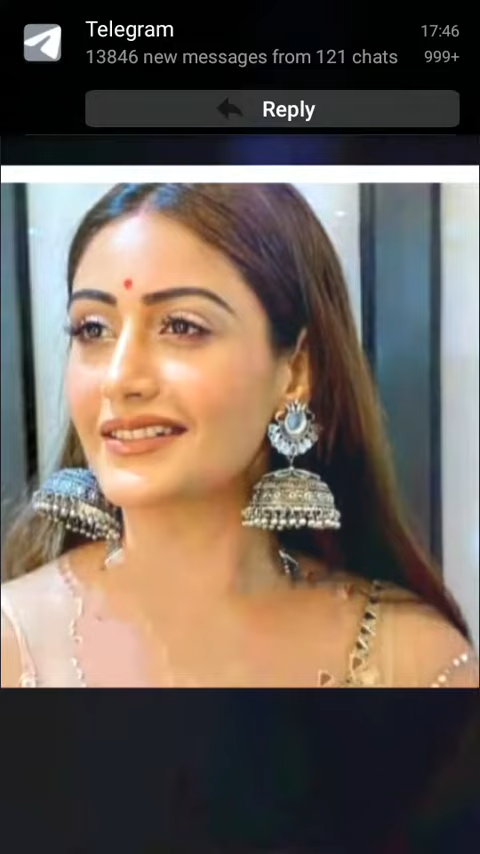 Telegram
17:46
13846 new messages from 121 chats
999+
Reply